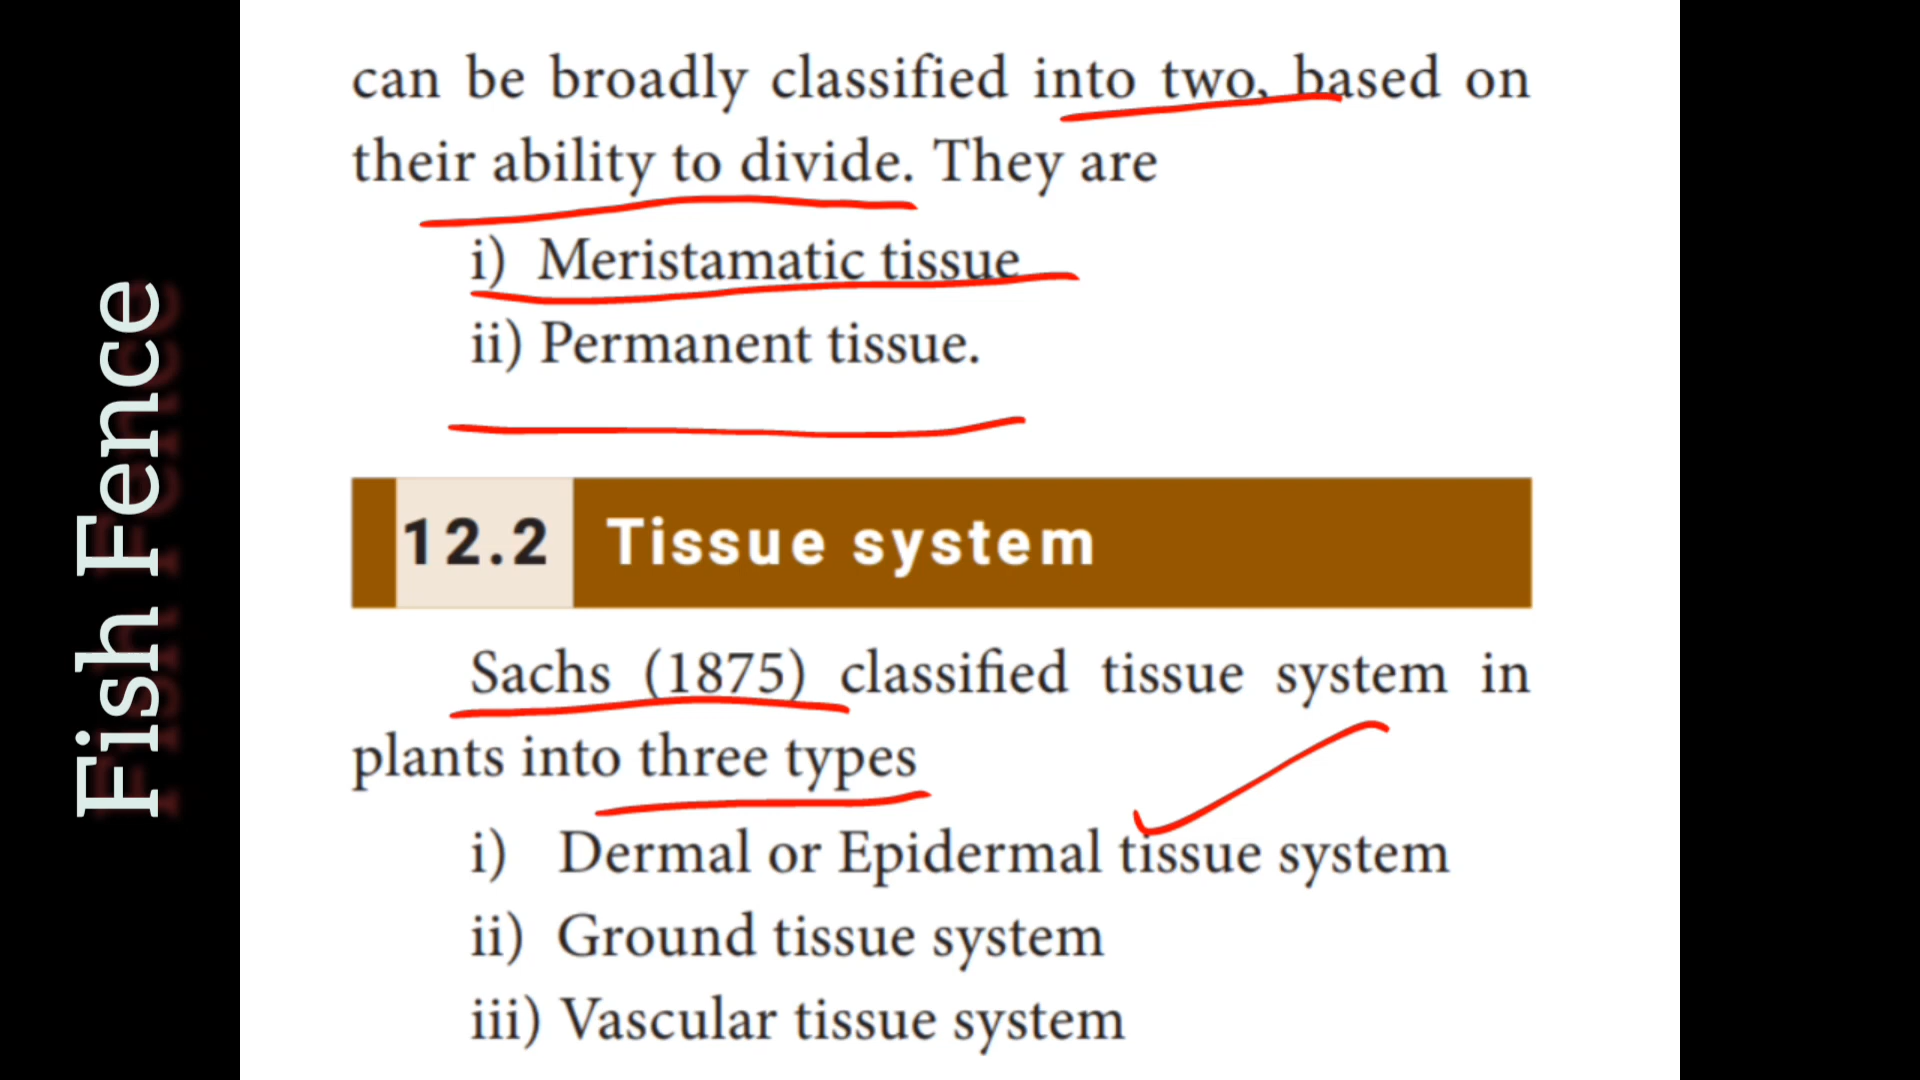 Fish Fence
can be broadly classified into two, based on
their ability to divide. They are
i) Meristamatic tissue
ii) Permanent tissue.
12.2 Tissue system
Sachs (1875) classified tissue system in
plants into three types
i) Dermal or Epidermal tissue system
ii) Ground tissue system
iii) Vascular tissue system